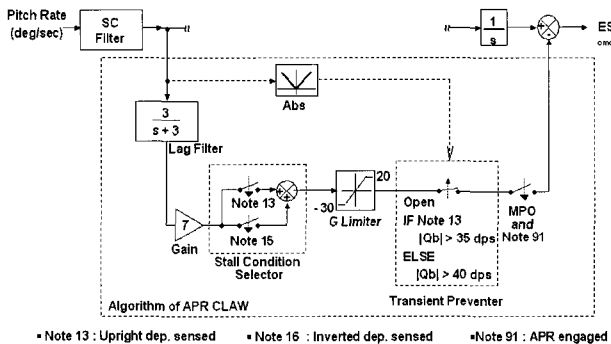 Pitch Rate
(deg/sec)
SC
Filter
1
s
+
-
ES
cmd
Abs
3
s + 3
Lag Filter
20
- 30
G Limiter
Note 13
+
+
Note 15
7
Gain
Stall Condition
Selector
Open
IF Note 13
|Qb| > 35 dps
ELSE
|Qb| > 40 dps
MPO
and
Note 91
Transient Preventer
Algorithm of APR CLAW
▪ Note 13 : Upright dep. sensed ▪ Note 16 : Inverted dep. sensed ▪Note 91 : APR engaged